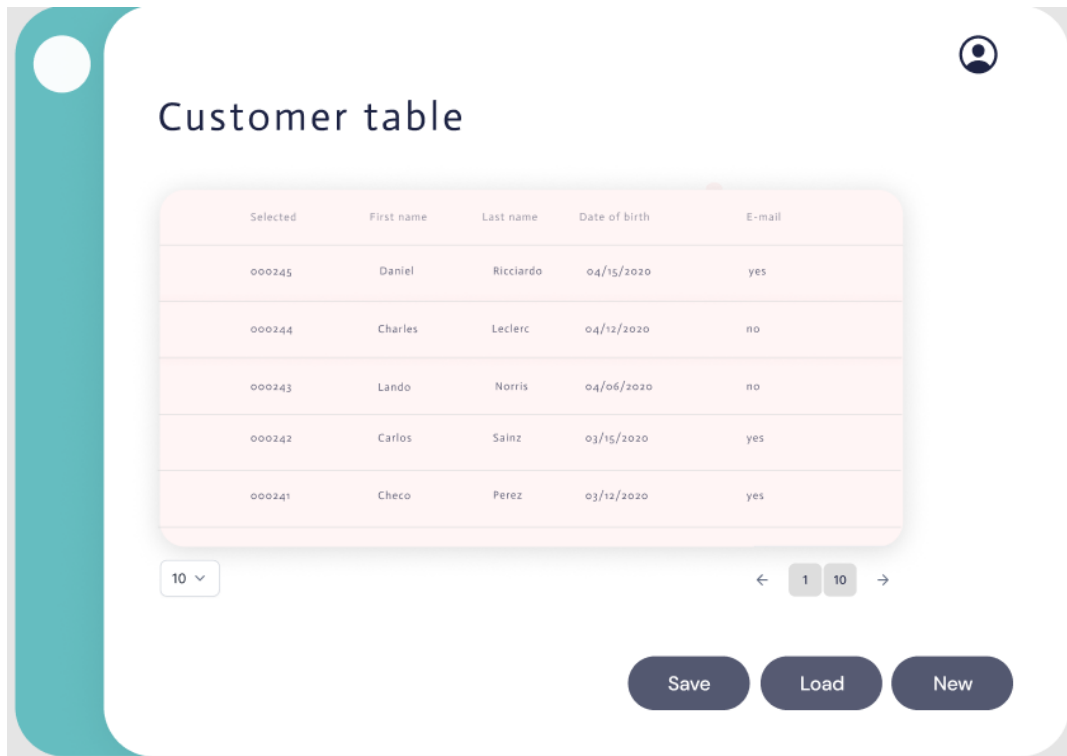 Customer table
Selected First name Last name Date of birth E-mail
000245 Daniel Ricciardo 04/15/2020 yes
000244 Charles Leclerc 04/12/2020 no
000243 Lando Norris 04/06/2020 no
000242 Carlos Sainz 03/15/2020 yes
000241 Checo Perez 03/12/2020 yes
10 1 10
Save Load New